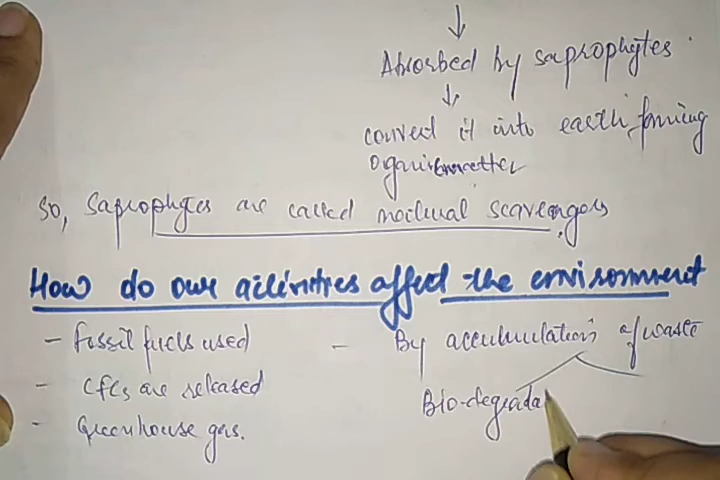 Absorbed by saprophytes.
convert it into earth, forming
organic matter
So, Saprophytes are called natural scavengers.
How do our activities affect the environment
- Fossil fuels used
- CFCs are released
- Greenhouse gas.
- By accumulation of waste
Bio-degrada